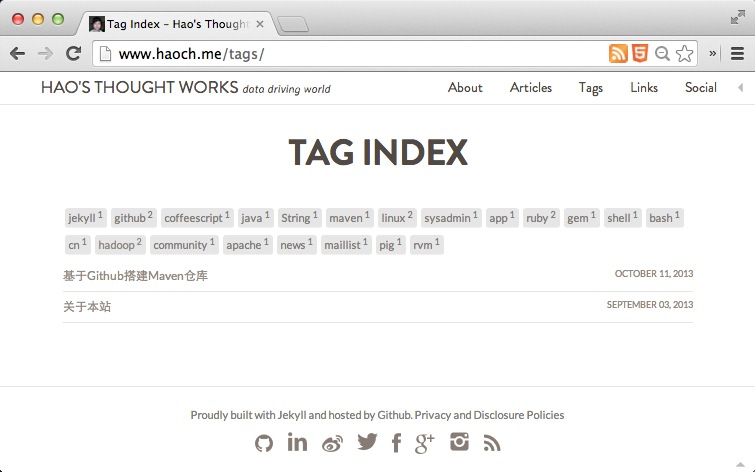 Tag Index – Hao's Though
www.haoch.me/tags/
HAO'S THOUGHT WORKS data driving world
About Articles Tags Links Social
TAG INDEX
jekyll 1 github 2 coffeescript 1 java 1 String 1 maven 1 linux 2 sysadmin 1 app 1 ruby 2 gem 1 shell 1 bash 1
cn 1 hadoop 2 community 1 apache 1 news 1 maillist 1 pig 1 rvm 1
基于Github搭建Maven仓库 OCTOBER 11, 2013
关于本站 SEPTEMBER 03, 2013
Proudly built with Jekyll and hosted by Github. Privacy and Disclosure Policies